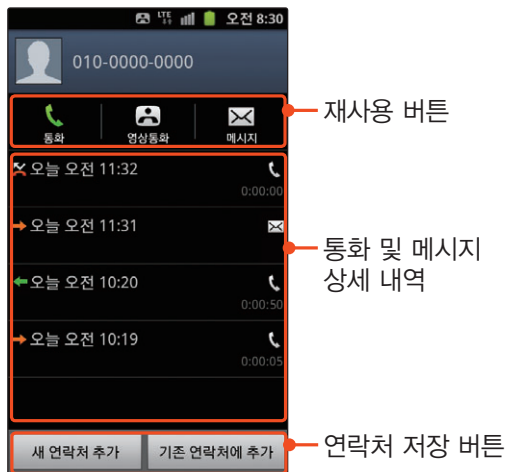 LTE 오전 8:30
010-0000-0000
통화 영상통화 메시지
재사용 버튼
오늘 오전 11:32
0:00:00
오늘 오전 11:31
통화 및 메시지
상세 내역
오늘 오전 10:20
0:00:50
오늘 오전 10:19
0:00:05
새 연락처 추가 기존 연락처에 추가
연락처 저장 버튼